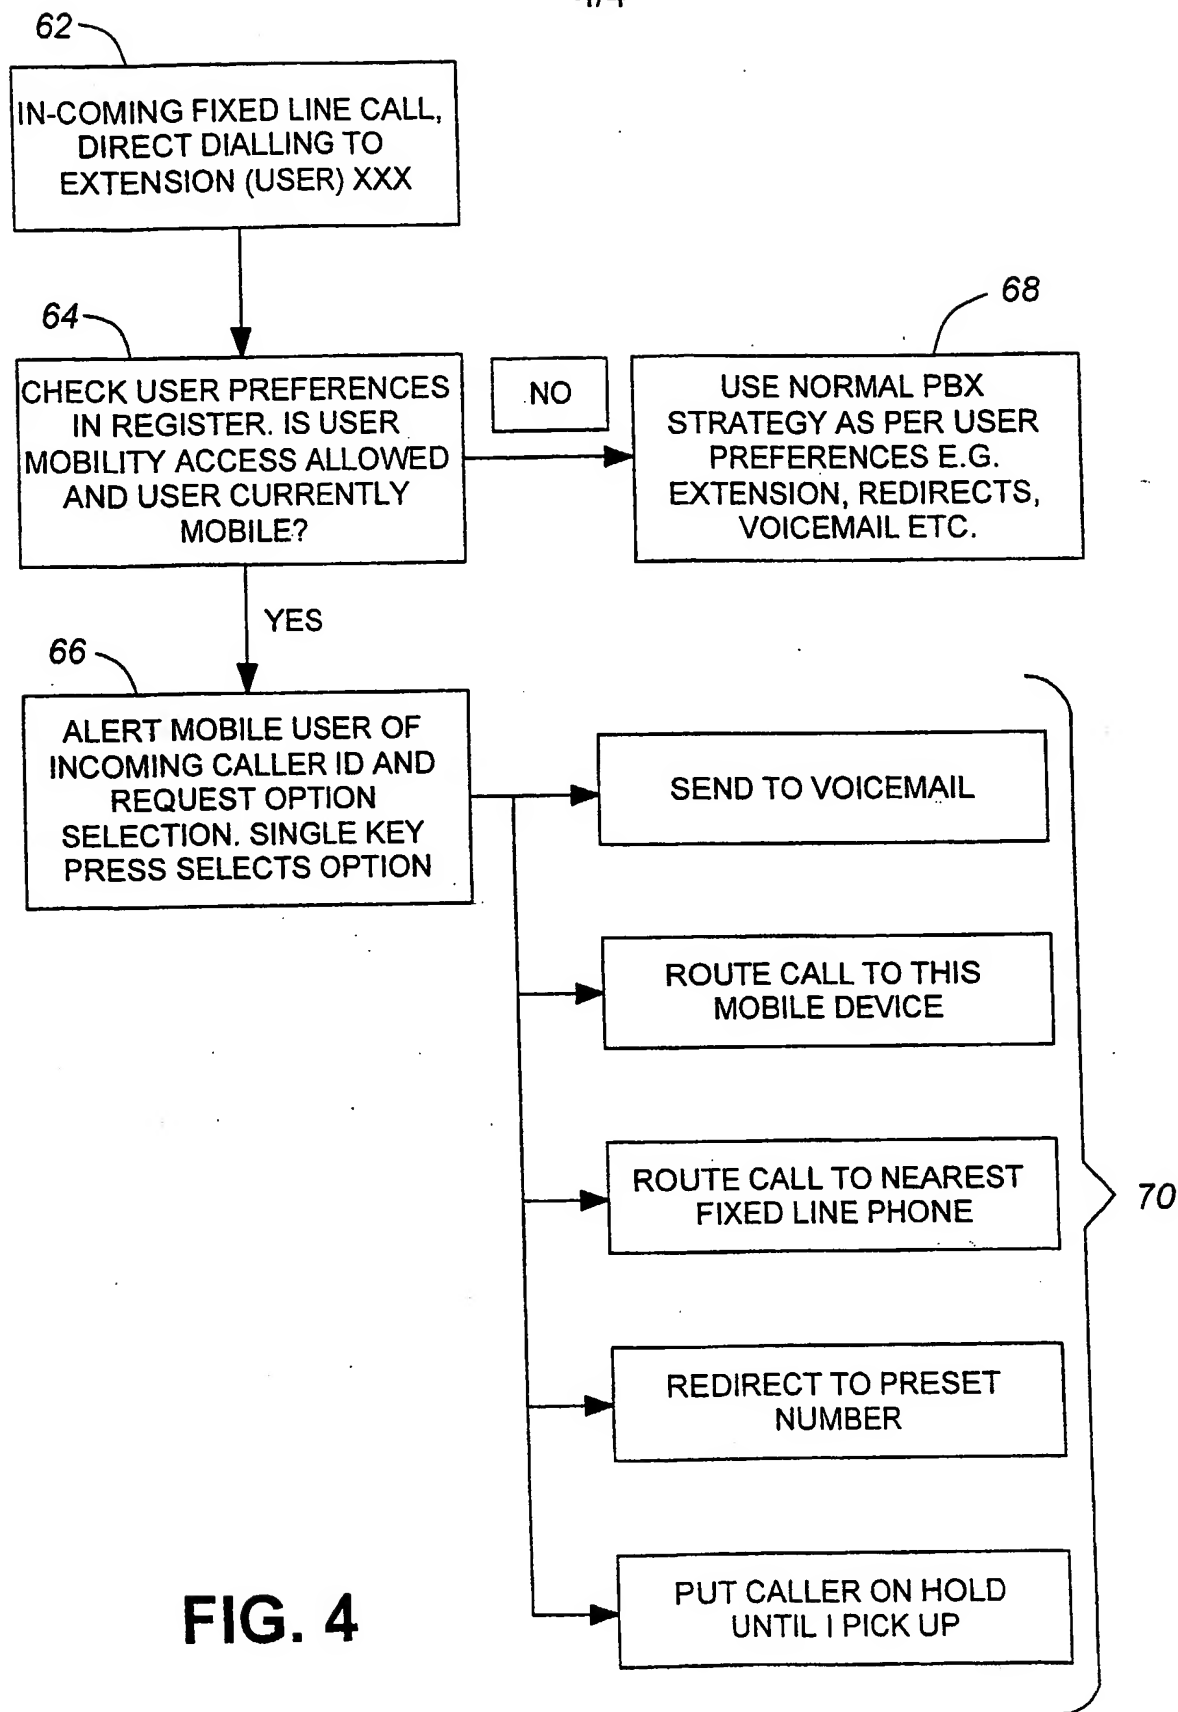 62
IN-COMING FIXED LINE CALL,
DIRECT DIALLING TO
EXTENSION (USER) XXX
64
CHECK USER PREFERENCES
IN REGISTER. IS USER
MOBILITY ACCESS ALLOWED
AND USER CURRENTLY
MOBILE?
NO
68
USE NORMAL PBX
STRATEGY AS PER USER
PREFERENCES E.G.
EXTENSION, REDIRECTS,
VOICEMAIL ETC.
YES
66
ALERT MOBILE USER OF
INCOMING CALLER ID AND
REQUEST OPTION
SELECTION. SINGLE KEY
PRESS SELECTS OPTION
SEND TO VOICEMAIL
ROUTE CALL TO THIS
MOBILE DEVICE
ROUTE CALL TO NEAREST
FIXED LINE PHONE
70
REDIRECT TO PRESET
NUMBER
PUT CALLER ON HOLD
UNTIL I PICK UP
FIG. 4